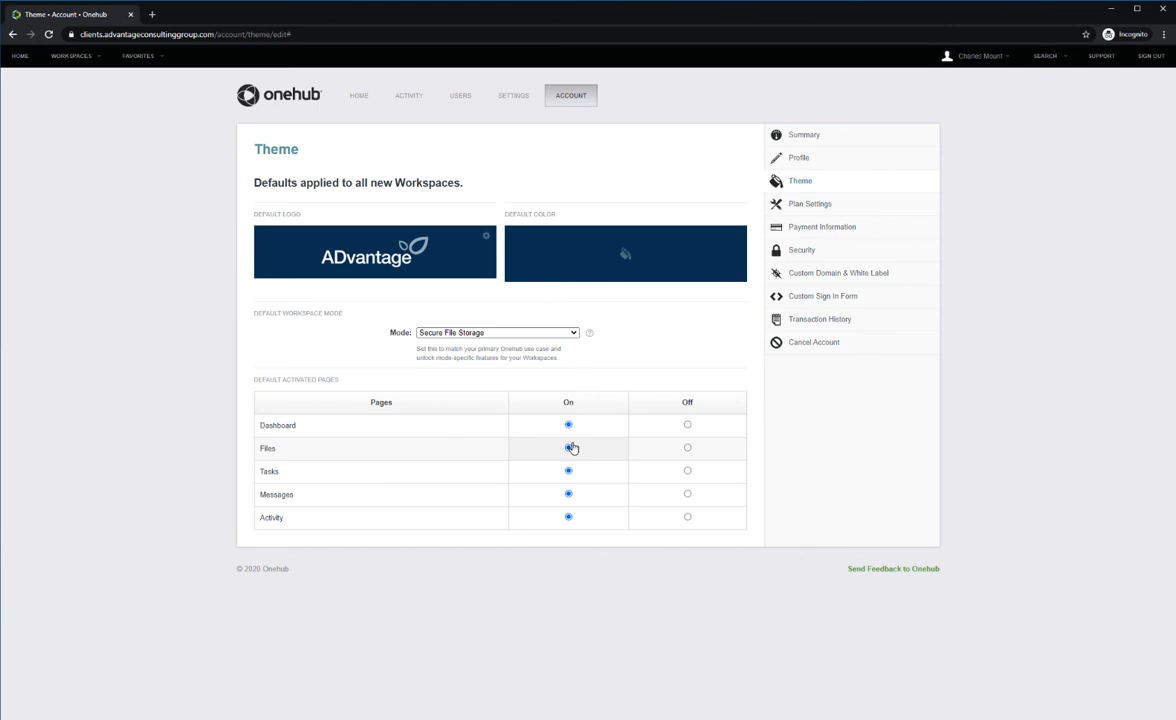 Theme • Account • Onehub
clients.advantageconsultinggroup.com/account/theme/edit#
Incognito
HOME WORKSPACES FAVORITES Charles Mount SEARCH SUPPORT SIGN OUT
onehub HOME ACTIVITY USERS SETTINGS ACCOUNT
Theme
Defaults applied to all new Workspaces.
DEFAULT LOGO DEFAULT COLOR
ADvantage
DEFAULT WORKSPACE MODE
Mode: Secure File Storage
Set this to match your primary Onehub use case and
unlock mode-specific features for your Workspaces.
DEFAULT ACTIVATED PAGES
Pages On Off
Dashboard
Files
Tasks
Messages
Activity
Summary
Profile
Theme
Plan Settings
Payment Information
Security
Custom Domain & White Label
Custom Sign In Form
Transaction History
Cancel Account
© 2020 Onehub Send Feedback to Onehub